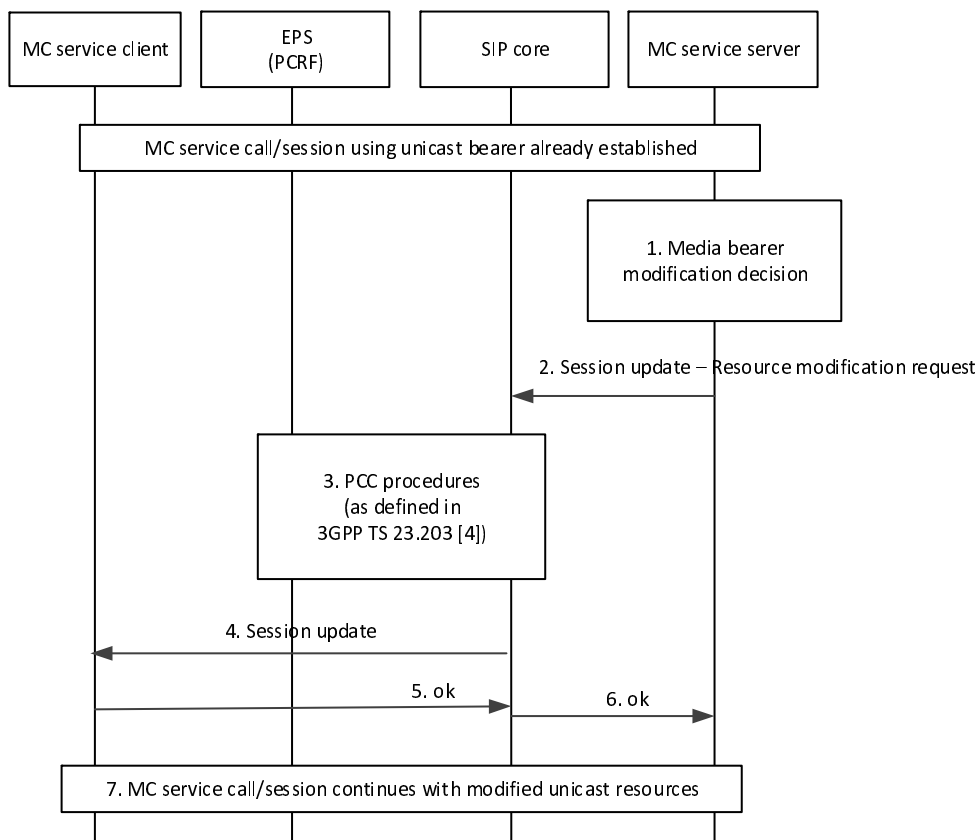 MC service client
EPS
(PCRF)
SIP core
MC service server
MC service call/session using unicast bearer already established
1. Media bearer
modification decision
2. Session update – Resource modification request
3. PCC procedures
(as defined in
3GPP TS 23.203 [4])
4. Session update
5. ok
6. ok
7. MC service call/session continues with modified unicast resources